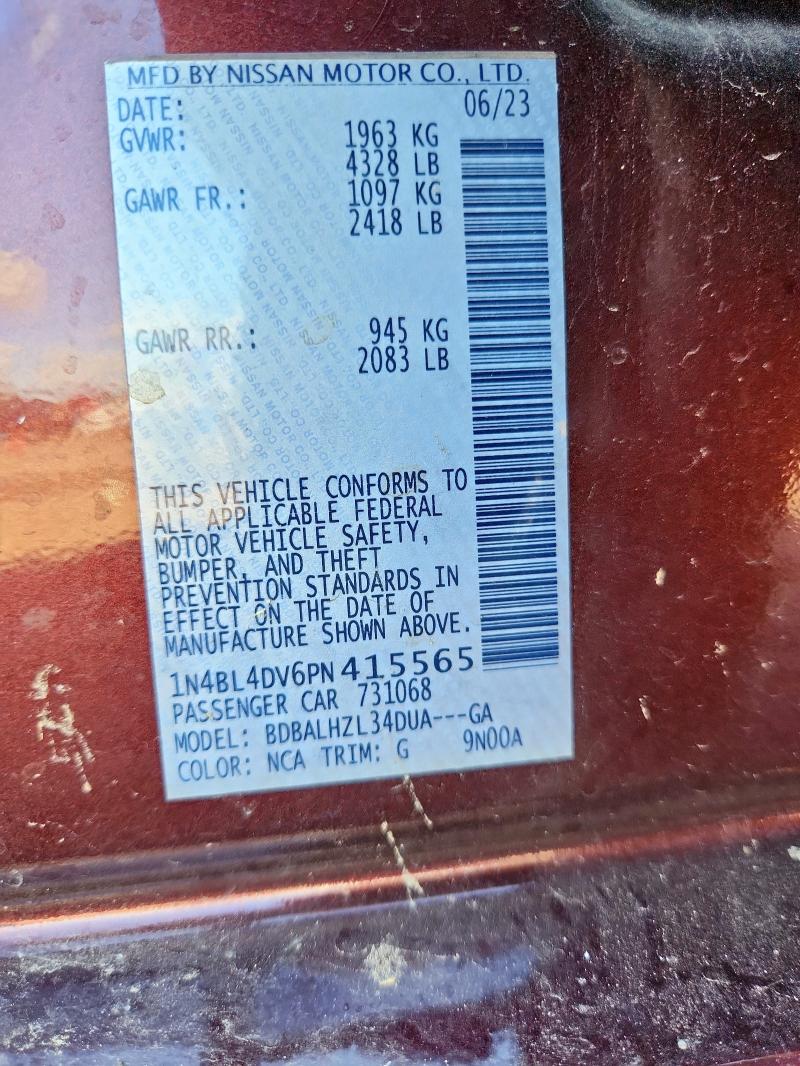 MFD BY NISSAN MOTOR CO., LTD.
DATE: 06/23
GVWR: 1963 KG
4328 LB
GAWR FR.: 1097 KG
2418 LB
GAWR RR.: 945 KG
2083 LB
THIS VEHICLE CONFORMS TO
ALL APPLICABLE FEDERAL
MOTOR VEHICLE SAFETY,
BUMPER, AND THEFT
PREVENTION STANDARDS IN
EFFECT ON THE DATE OF
MANUFACTURE SHOWN ABOVE.
1N4BL4DV6PN415565
PASSENGER CAR 731068
MODEL: BDBALHZL34DUA---GA
COLOR: NCA TRIM: G 9N00A